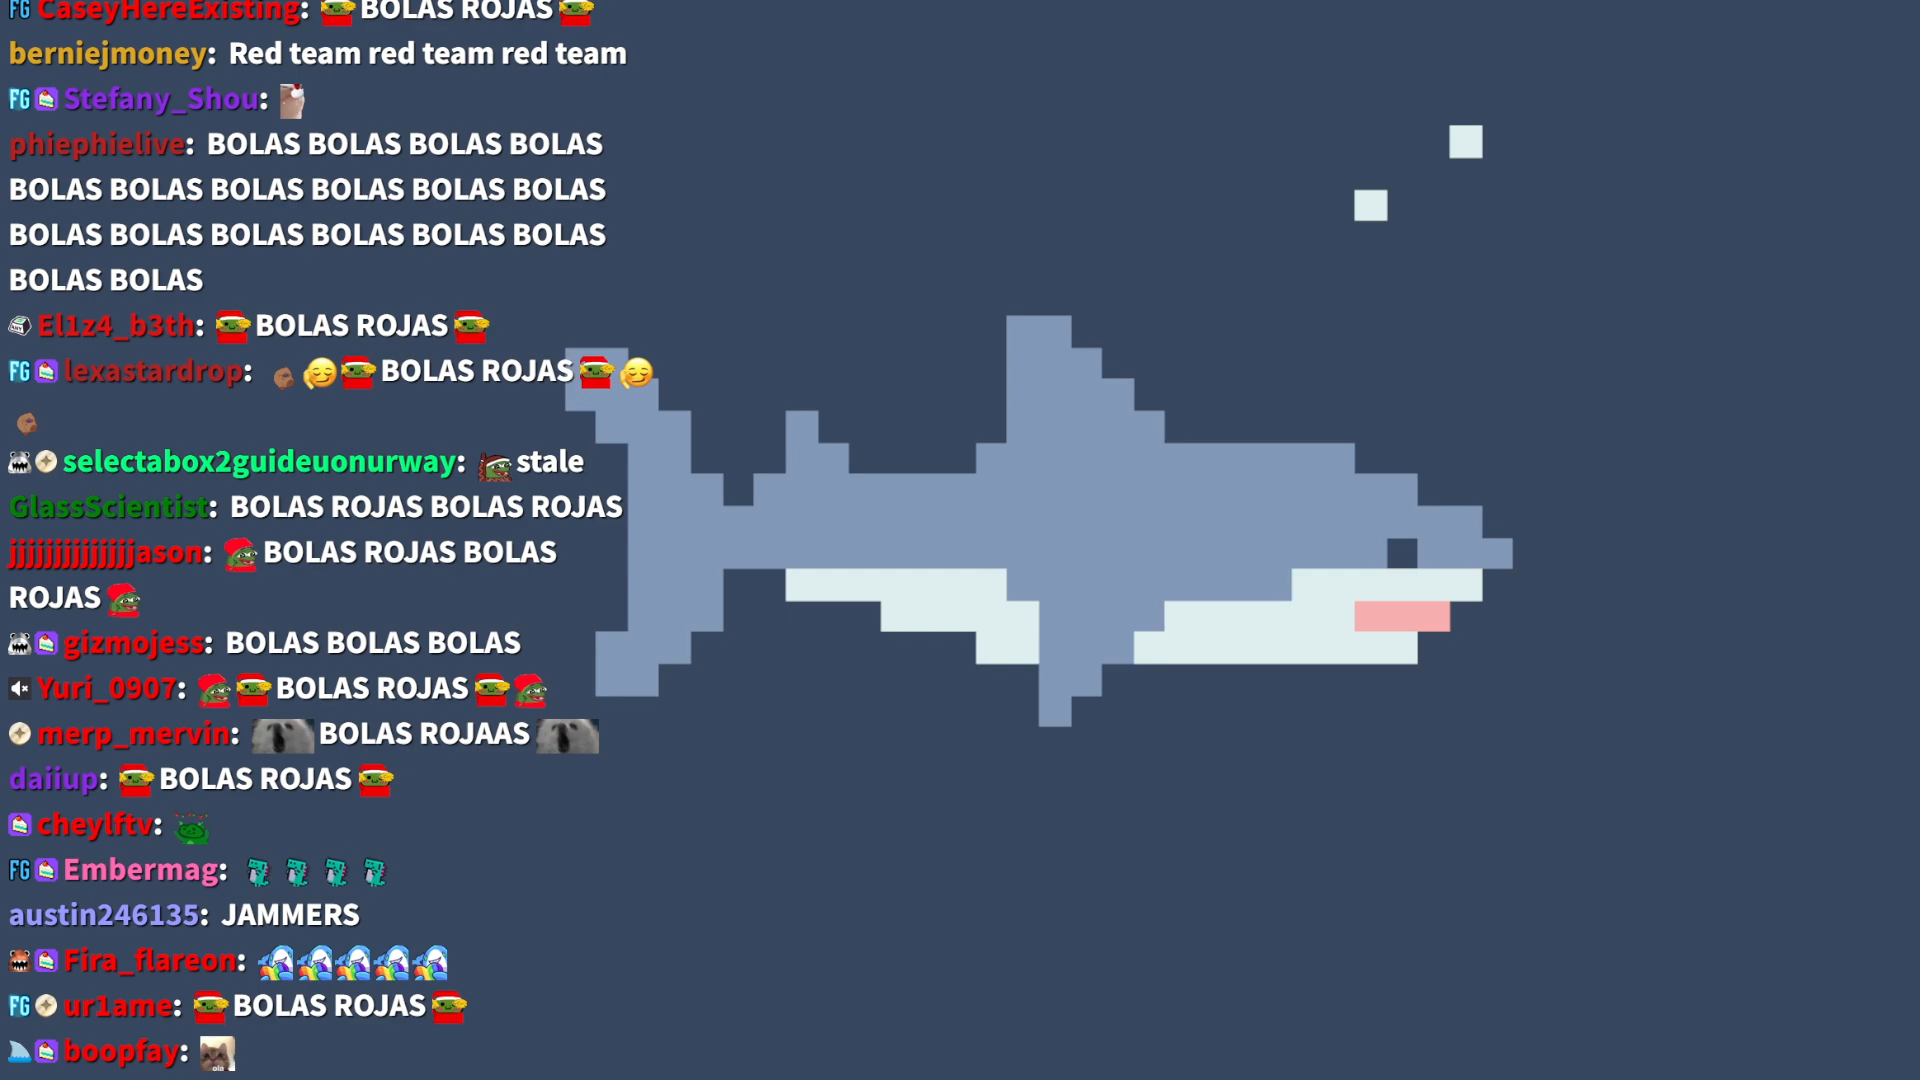 FG CaseyHereExisting: BOLAS ROJAS
berniejmoney: Red team red team red team
FG Stefany_Shou:
phiephielive: BOLAS BOLAS BOLAS BOLAS
BOLAS BOLAS BOLAS BOLAS BOLAS BOLAS
BOLAS BOLAS BOLAS BOLAS BOLAS BOLAS
BOLAS BOLAS
El1z4_b3th: BOLAS ROJAS
FG lexastardrop: BOLAS ROJAS
selectabox2guideuonurway: stale
GlassScientist: BOLAS ROJAS BOLAS ROJAS
jjjjjjjjjjjjjjjason: BOLAS ROJAS BOLAS
ROJAS
gizmojess: BOLAS BOLAS BOLAS
Yuri_0907: BOLAS ROJAS
merp_mervin: BOLAS ROJAAS
daiiup: BOLAS ROJAS
cheylftv:
FG Embermag:
austin246135: JAMMERS
Fira_flareon:
FG ur1ame: BOLAS ROJAS
boopfay: